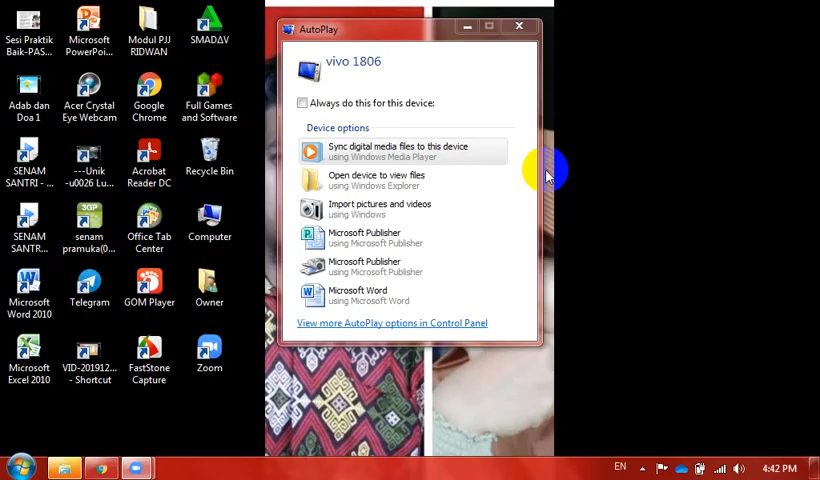 Sesi Praktik
Baik-PAS...
Microsoft
PowerPoi...
Modul PJJ
RIDWAN
SMADΔV
Adab dan
Doa 1
Acer Crystal
Eye Webcam
Google
Chrome
Full Games
and Software
SENAM
SANTRI - ...
---Unik
-u0026 Lu...
Acrobat
Reader DC
Recycle Bin
SENAM
SANTR...
3GP
senam
pramuka(0...
Office Tab
Center
Computer
Microsoft
Word 2010
Telegram
GOM Player
Owner
Microsoft
Excel 2010
VID-201912...
- Shortcut
FastStone
Capture
Zoom
AutoPlay
vivo 1806
Always do this for this device:
Device options
Sync digital media files to this device
using Windows Media Player
Open device to view files
using Windows Explorer
Import pictures and videos
using Windows
Microsoft Publisher
using Microsoft Publisher
Microsoft Publisher
using Microsoft Publisher
Microsoft Word
using Microsoft Word
View more AutoPlay options in Control Panel
EN
4:42 PM